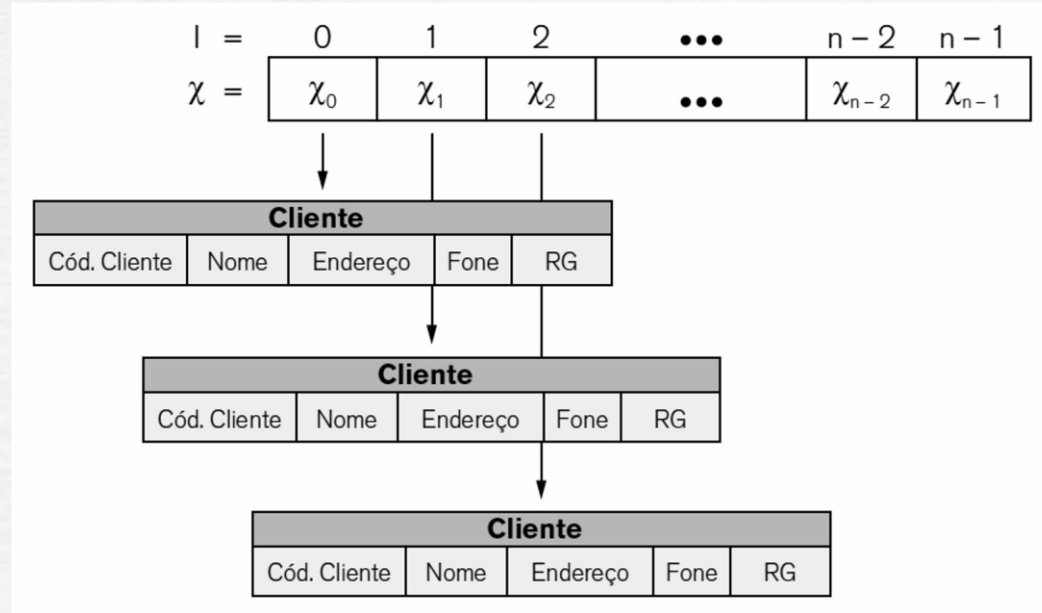 I = 0 1 2 ••• n – 2 n – 1
χ = χ₀ χ₁ χ₂ ••• χₙ₋₂ χₙ₋₁
Cliente
Cód. Cliente Nome Endereço Fone RG
Cliente
Cód. Cliente Nome Endereço Fone RG
Cliente
Cód. Cliente Nome Endereço Fone RG